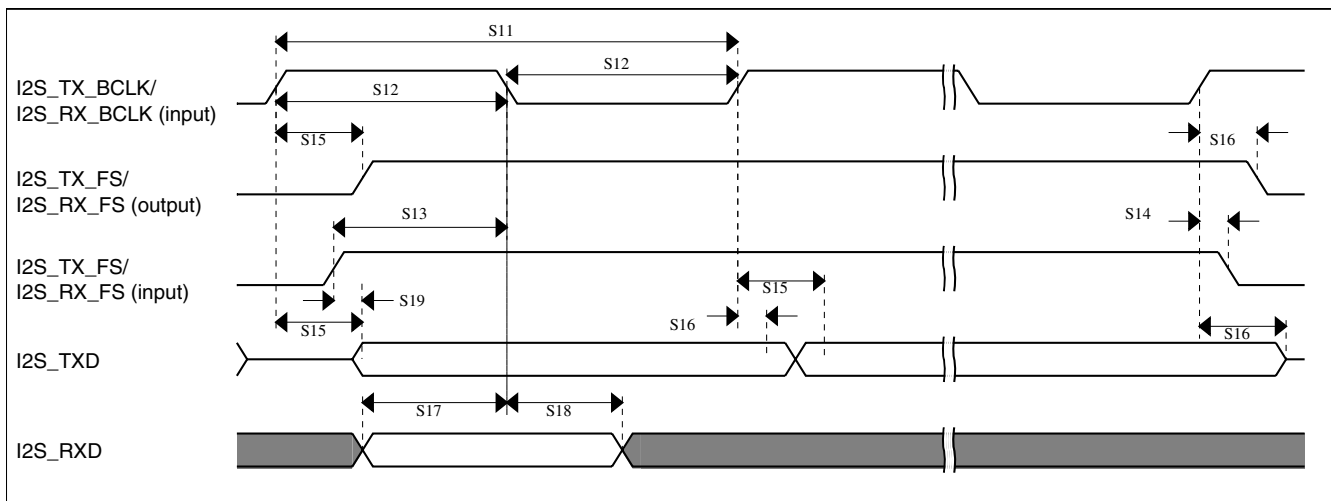 S11
I2S_TX_BCLK/
I2S_RX_BCLK (input)
S12
S12
S15
S16
I2S_TX_FS/
I2S_RX_FS (output)
S13
S14
I2S_TX_FS/
I2S_RX_FS (input)
S19
S15
S15
S16
S16
I2S_TXD
S17
S18
I2S_RXD